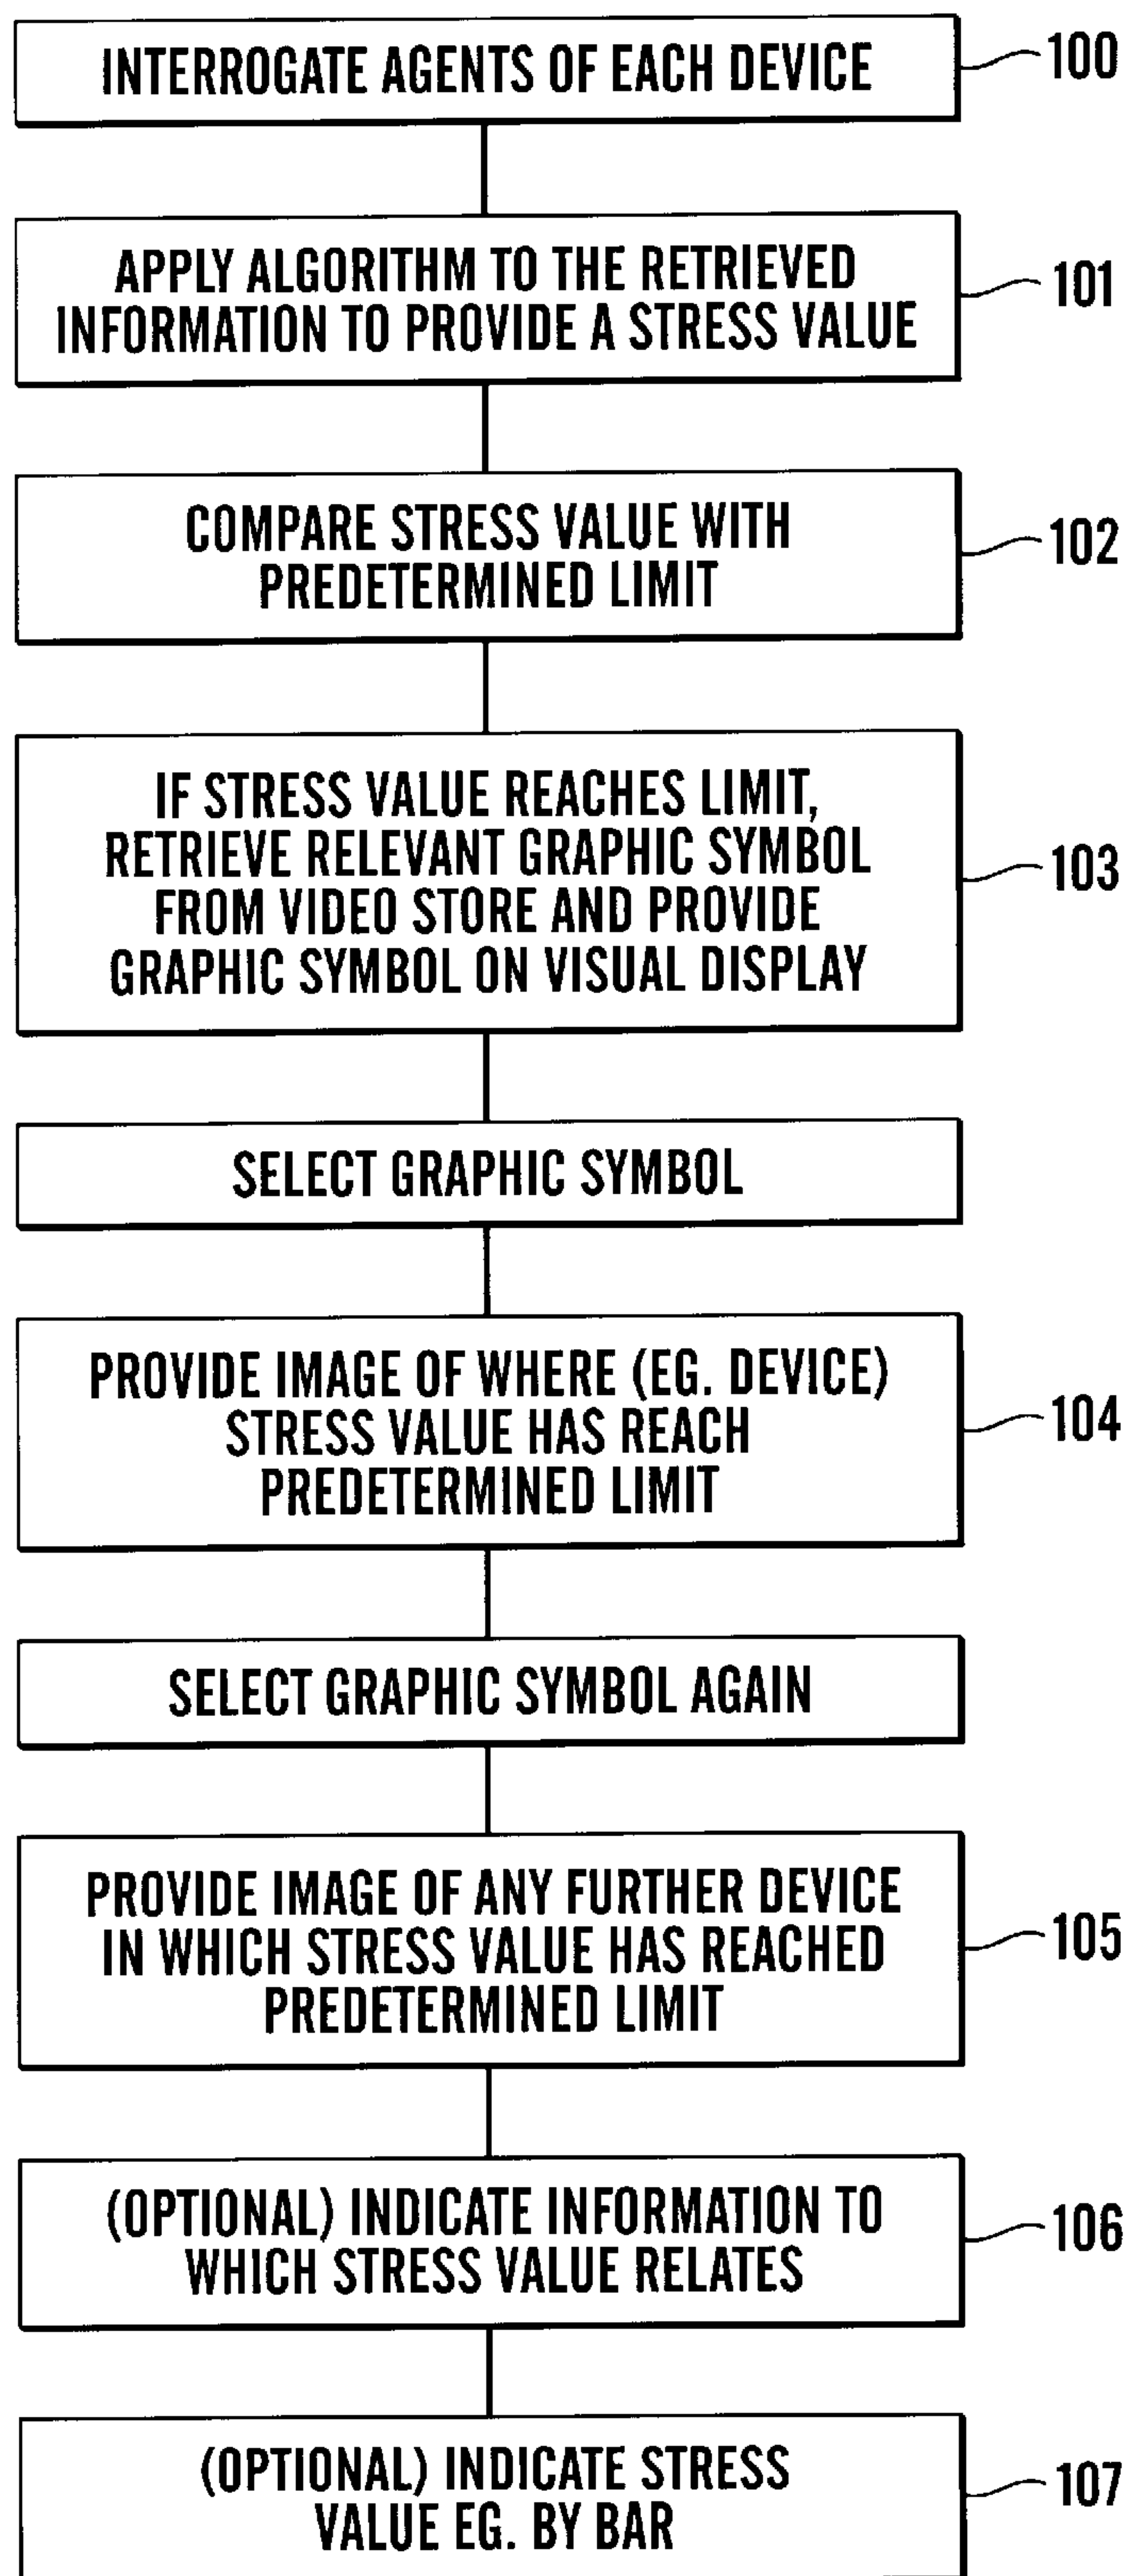 INTERROGATE AGENTS OF EACH DEVICE
100
APPLY ALGORITHM TO THE RETRIEVED
INFORMATION TO PROVIDE A STRESS VALUE
101
COMPARE STRESS VALUE WITH
PREDETERMINED LIMIT
102
IF STRESS VALUE REACHES LIMIT,
RETRIEVE RELEVANT GRAPHIC SYMBOL
FROM VIDEO STORE AND PROVIDE
GRAPHIC SYMBOL ON VISUAL DISPLAY
103
SELECT GRAPHIC SYMBOL
PROVIDE IMAGE OF WHERE (EG. DEVICE)
STRESS VALUE HAS REACH
PREDETERMINED LIMIT
104
SELECT GRAPHIC SYMBOL AGAIN
PROVIDE IMAGE OF ANY FURTHER DEVICE
IN WHICH STRESS VALUE HAS REACHED
PREDETERMINED LIMIT
105
(OPTIONAL) INDICATE INFORMATION TO
WHICH STRESS VALUE RELATES
106
(OPTIONAL) INDICATE STRESS
VALUE EG. BY BAR
107